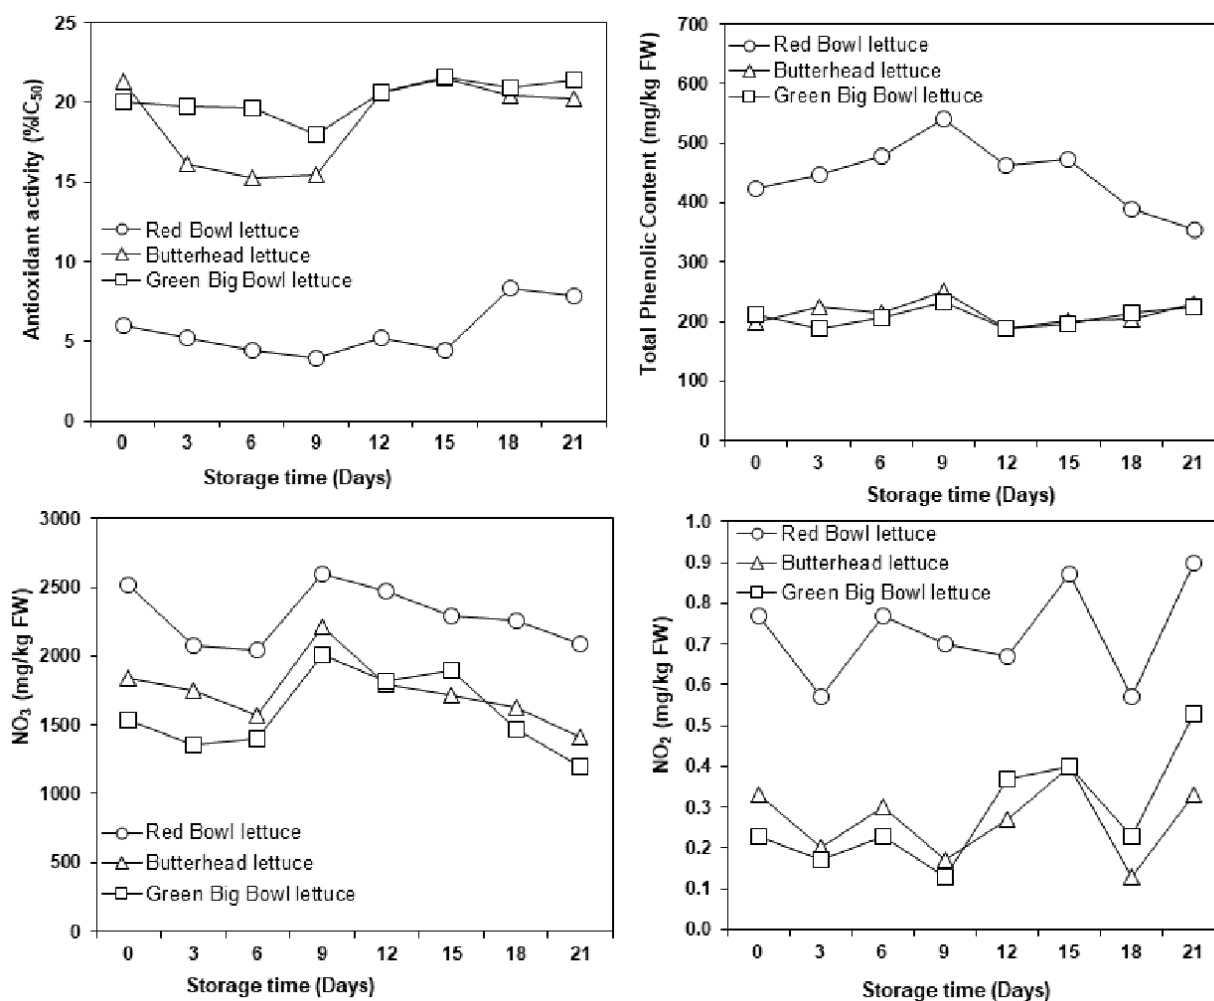 25
20
15
10
5
0
Antioxidant activity (%IC50)
Red Bowl lettuce
Butterhead lettuce
Green Big Bowl lettuce
0 3 6 9 12 15 18 21
Storage time (Days)
700
600
500
400
300
200
100
0
Total Phenolic Content (mg/kg FW)
Red Bowl lettuce
Butterhead lettuce
Green Big Bowl lettuce
0 3 6 9 12 15 18 21
Storage time (Days)
3000
2500
2000
1500
1000
500
0
NO3 (mg/kg FW)
Red Bowl lettuce
Butterhead lettuce
Green Big Bowl lettuce
0 3 6 9 12 15 18 21
Storage time (Days)
1.0
0.9
0.8
0.7
0.6
0.5
0.4
0.3
0.2
0.1
0.0
NO2 (mg/kg FW)
Red Bowl lettuce
Butterhead lettuce
Green Big Bowl lettuce
0 3 6 9 12 15 18 21
Storage time (Days)